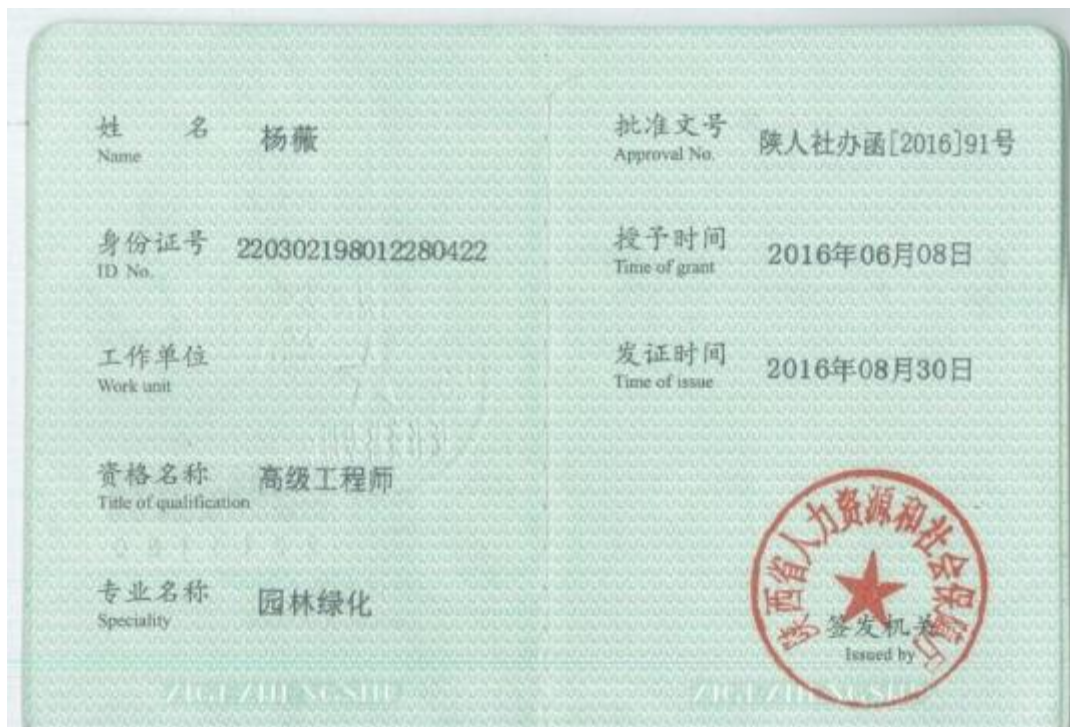 姓 名 杨薇
Name
身份证号 220302198012280422
ID No.
工作单位
Work unit
资格名称 高级工程师
Title of qualification
专业名称 园林绿化
Speciality
批准文号 陕人社办函[2016]91号
Approval No.
授予时间 2016年06月08日
Time of grant
发证时间 2016年08月30日
Time of issue
陕西省人力资源和社会保障厅
签发机关
Issued by
ZIGEZHENGSHU
ZIGEZHENGSHU